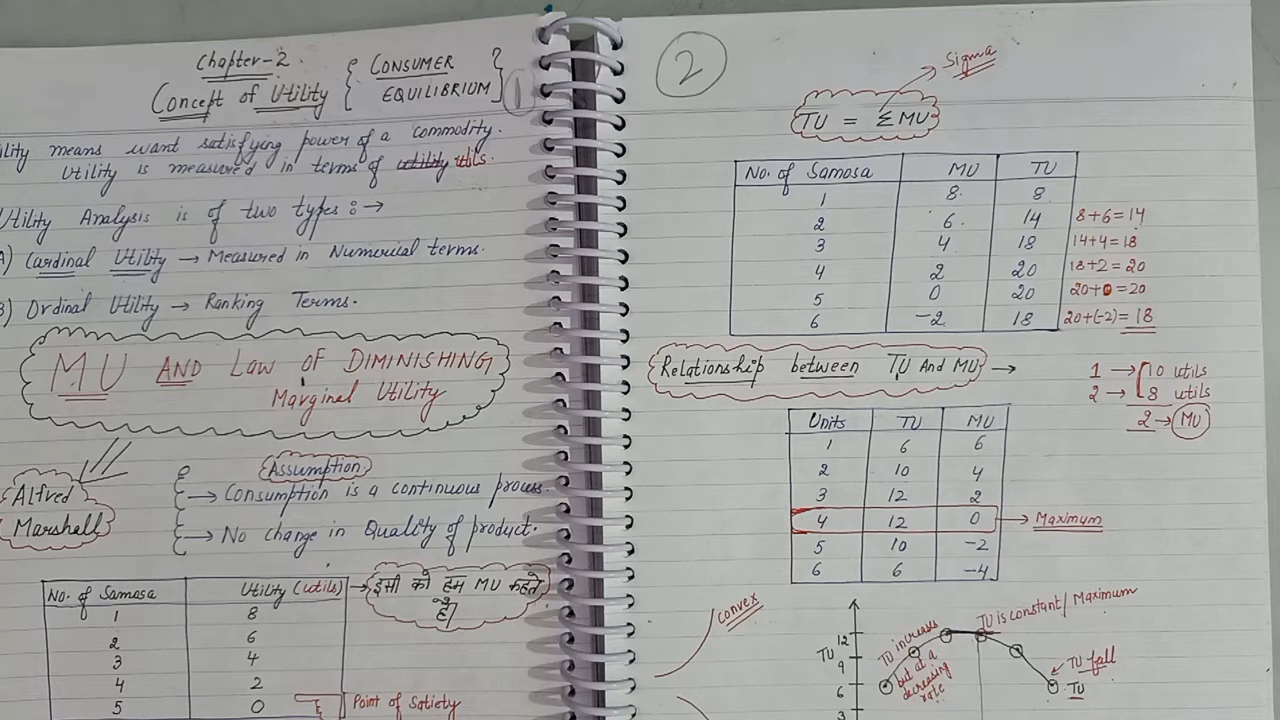 Chapter-2.
Concept of Utility { CONSUMER EQUILIBRIUM }
1
ility means want satisfying power of a commodity.
Utility is measured in terms of utility utils.
Utility Analysis is of two types :→
A) Cardinal Utility → Measured in Numerical terms.
B) Ordinal Utility → Ranking Terms.
MU AND Law OF DIMINISHING
Marginal Utility
Alfred
Marshall
Assumption
→ Consumption is a continuous process.
→ No change in Quality of product.
No. of Samosa Utility (utils) → इसी को हम MU कहते हैं।
1 8
2 6
3 4
4 2
5 0 Point of Satiety
2
Sigma
TU = ΣMU
No. of Samosa MU TU
1 8 8
2 6 14 8+6=14
3 4 18 14+4=18
4 2 20 18+2=20
5 0 20 20+0=20
6 -2 18 20+(-2)=18
Relationship between TU And MU →
1 → 10 utils
2 → 8 utils
2 → MU
Units TU MU
1 6 6
2 10 4
3 12 2
4 12 0 → Maximum
5 10 -2
6 6 -4
convex
TU
12
9
6
3
TU increases
but at a
decreasing
rate
TU is constant/Maximum
TU fall
TU